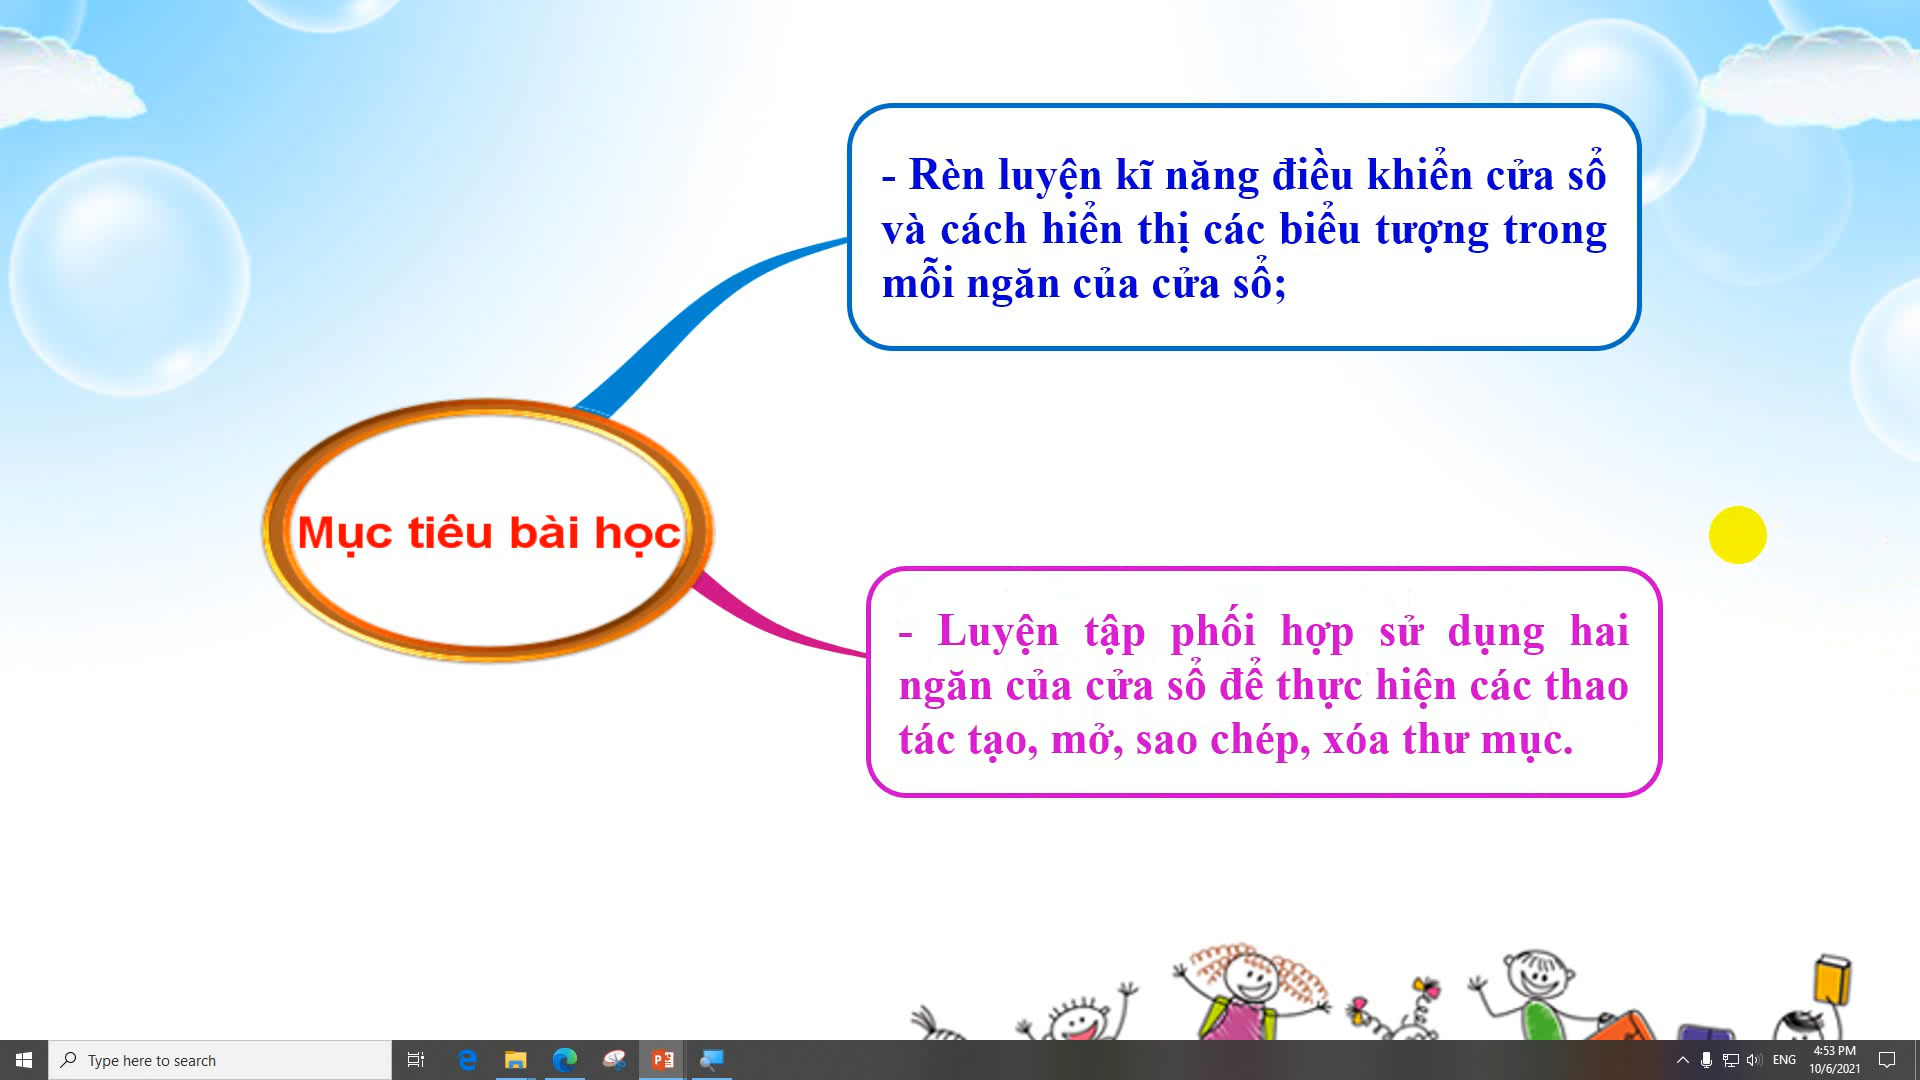 - Rèn luyện kĩ năng điều khiển cửa sổ
và cách hiển thị các biểu tượng trong
mỗi ngăn của cửa sổ;
Mục tiêu bài học
- Luyện tập phối hợp sử dụng hai
ngăn của cửa sổ để thực hiện các thao
tác tạo, mở, sao chép, xóa thư mục.
Type here to search
ENG
4:53 PM
10/6/2021